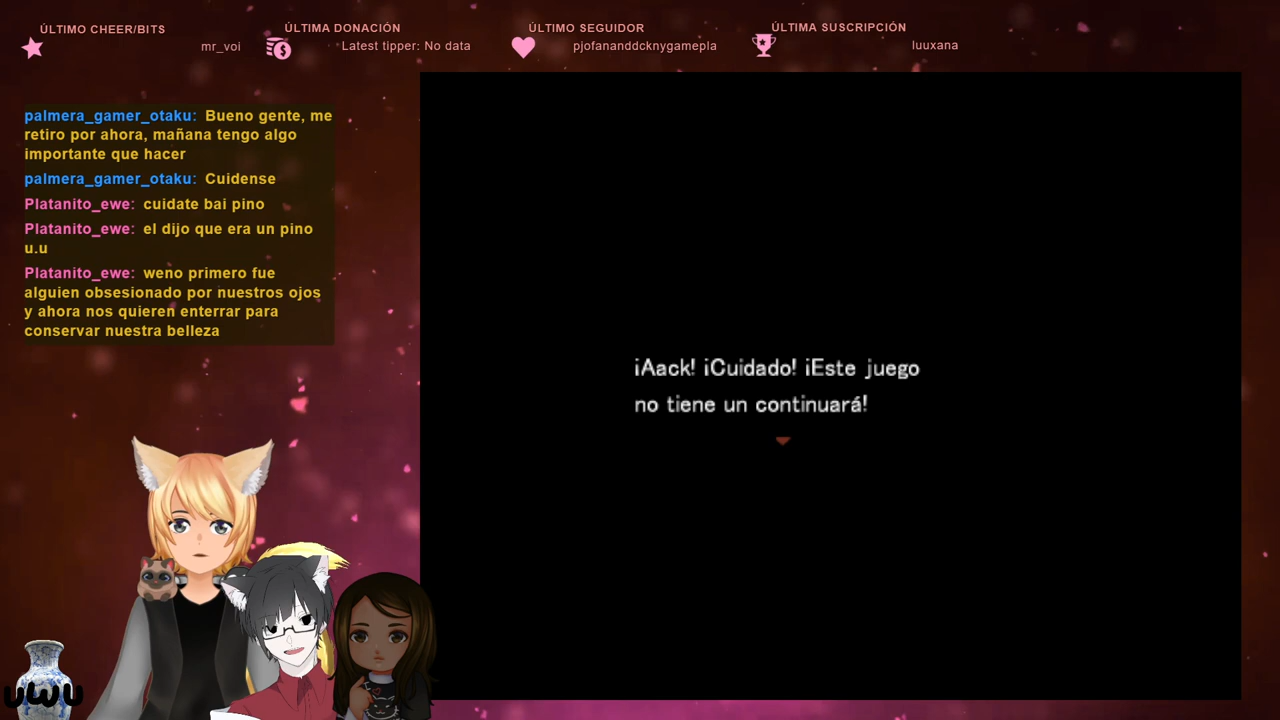 ÚLTIMO CHEER/BITS
mr_voi
ÚLTIMA DONACIÓN
Latest tipper: No data
ÚLTIMO SEGUIDOR
pjofananddcknygamepla
ÚLTIMA SUSCRIPCIÓN
luuxana
palmera_gamer_otaku: Bueno gente, me
retiro por ahora, mañana tengo algo
importante que hacer
palmera_gamer_otaku: Cuidense
Platanito_ewe: cuidate bai pino
Platanito_ewe: el dijo que era un pino
u.u
Platanito_ewe: weno primero fue
alguien obsesionado por nuestros ojos
y ahora nos quieren enterrar para
conservar nuestra belleza
¡Aack! ¡Cuidado! ¡Este juego
no tiene un continuará!
uwu